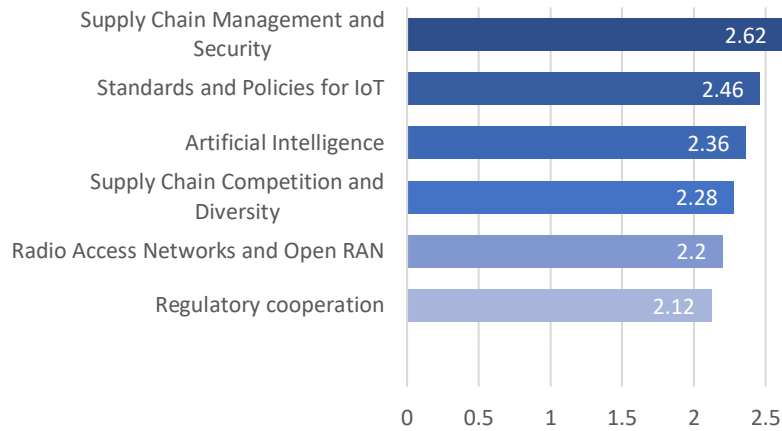 Supply Chain Management and
Security
2.62
Standards and Policies for IoT
2.46
Artificial Intelligence
2.36
Supply Chain Competition and
Diversity
2.28
Radio Access Networks and Open RAN
2.2
Regulatory cooperation
2.12
0 0.5 1 1.5 2 2.5